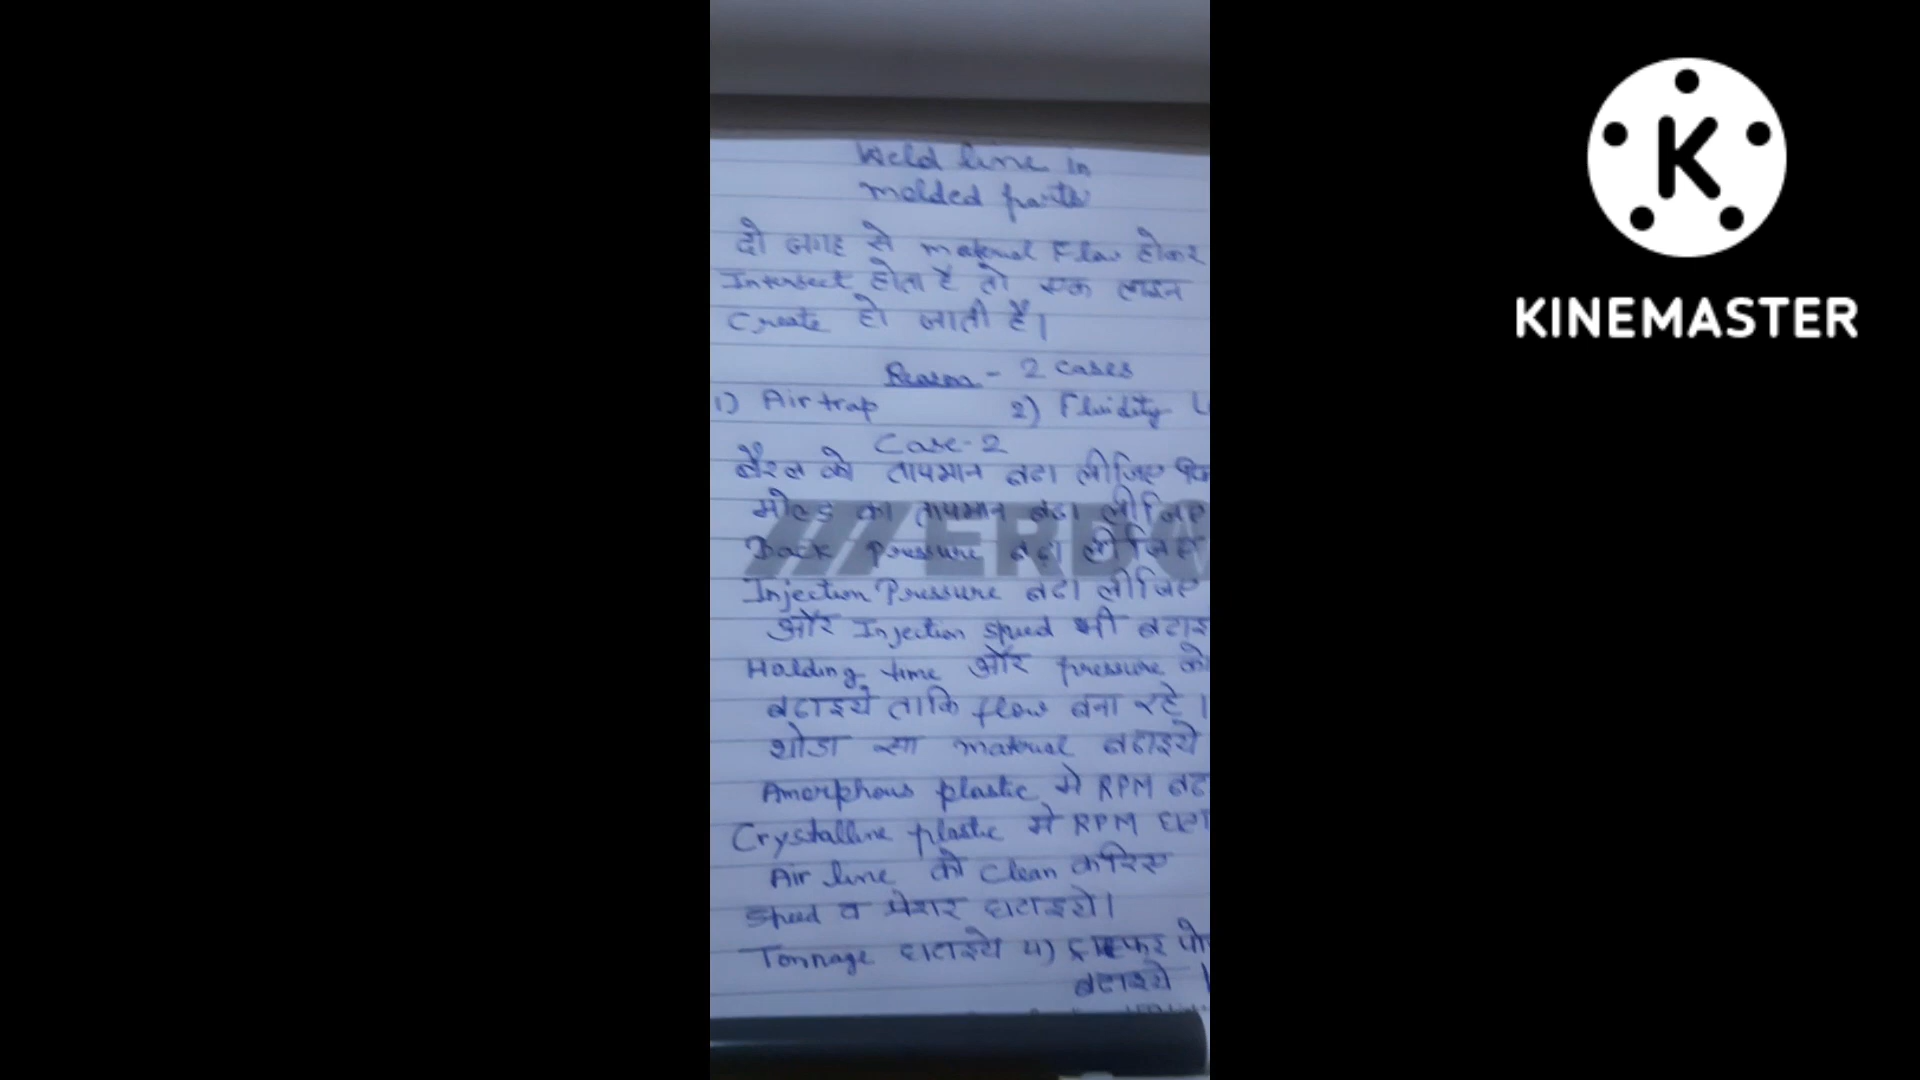 Weld line in
molded parts
दो जगह से material Flow होकर
Intersect होता है तो एक लाइन
Create हो जाती है।
Reason - 2 cases
1) Air trap 2) Fluidity
Case-2
बैरल को तापमान बढा लीजिए
मोल्ड का तापमान बढा लीजिए
Back Pressure बढा लीजिए
Injection Pressure बढा लीजिए
और Injection speed भी
Holding time और pressure को
बढाइये ताकि flow बना रहे।
थोडा सा material बढाइये
Amorphous plastic मे RPM
Crystalline plastic मे RPM
Air line को Clean करिए
Speed व प्रेशर घटाइये।
Tonnage घटाइये 4)
बढाइये।
KINEMASTER